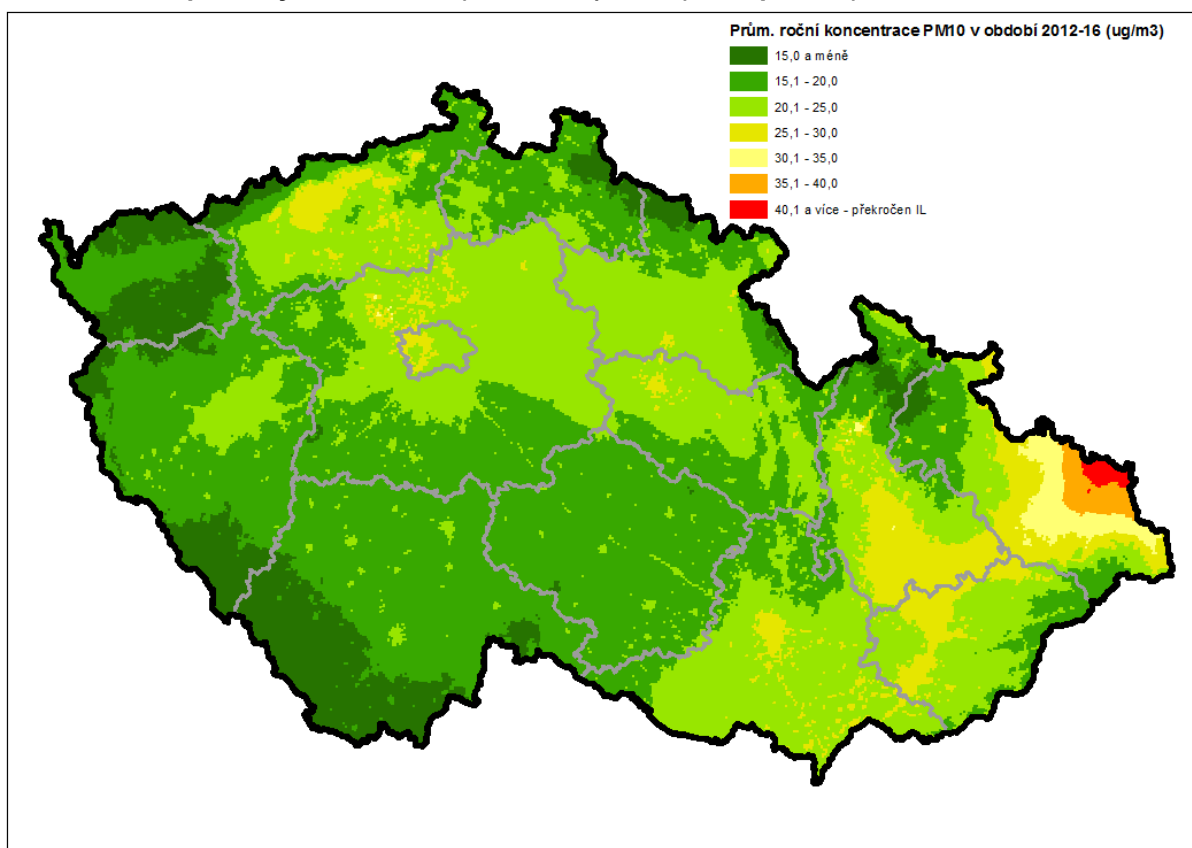 Prům. roční koncentrace PM10 v období 2012-16 (ug/m3)
15,0 a méně
15,1 - 20,0
20,1 - 25,0
25,1 - 30,0
30,1 - 35,0
35,1 - 40,0
40,1 a více - překročen IL